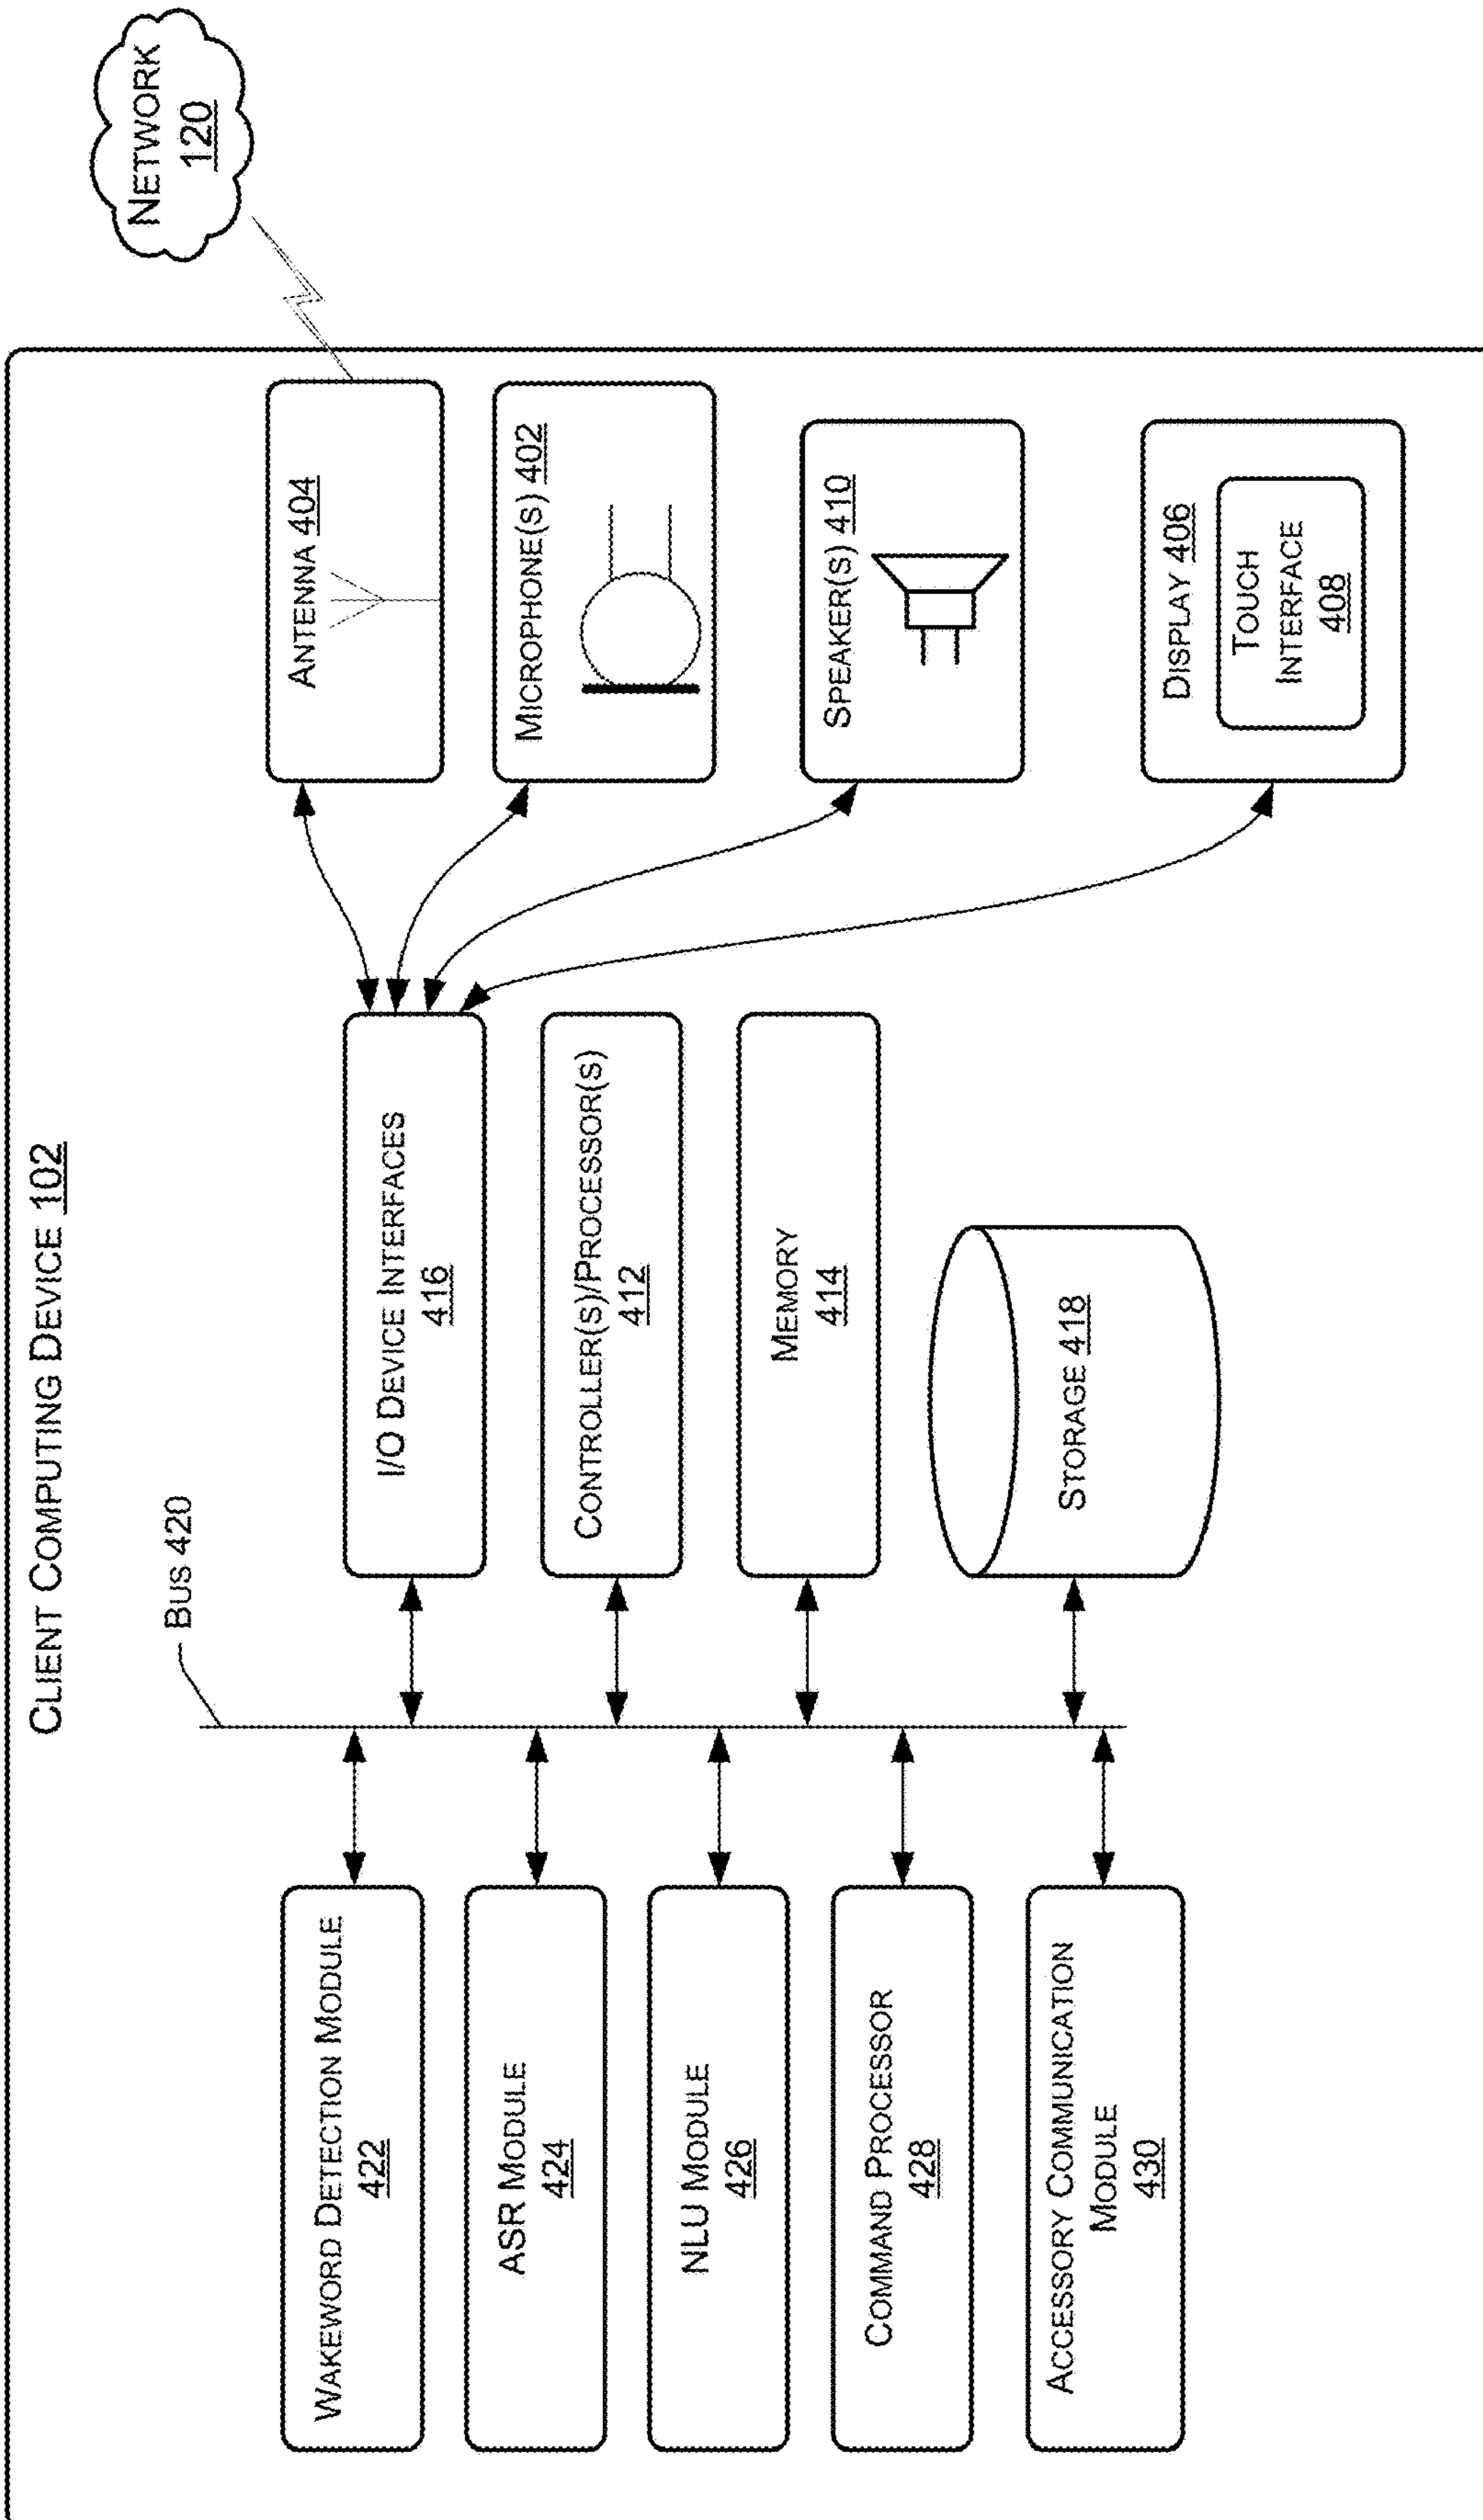 CLIENT COMPUTING DEVICE 102
BUS 420
WAKEWORD DETECTION MODULE
422
ASR MODULE
424
NLU MODULE
426
COMMAND PROCESSOR
428
ACCESSORY COMMUNICATION
MODULE
430
I/O DEVICE INTERFACES
416
CONTROLLER(S)/PROCESSOR(S)
412
MEMORY
414
STORAGE 418
ANTENNA 404
MICROPHONE(S) 402
SPEAKER(S) 410
DISPLAY 406
TOUCH
INTERFACE
408
NETWORK
120